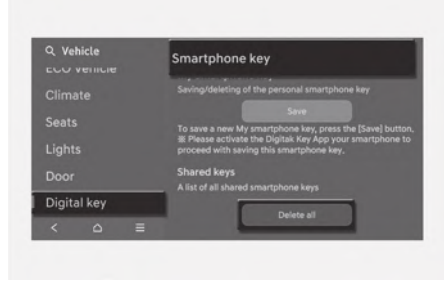 Vehicle
ECO vehicle
Climate
Seats
Lights
Door
Digital key
Smartphone key
Saving/deleting of the personal smartphone key
Save
To save a new My smartphone key, press the [Save] button.
※ Please activate the Digitak Key App your smartphone to
proceed with saving this smartphone key.
Shared keys
A list of all shared smartphone keys
Delete all